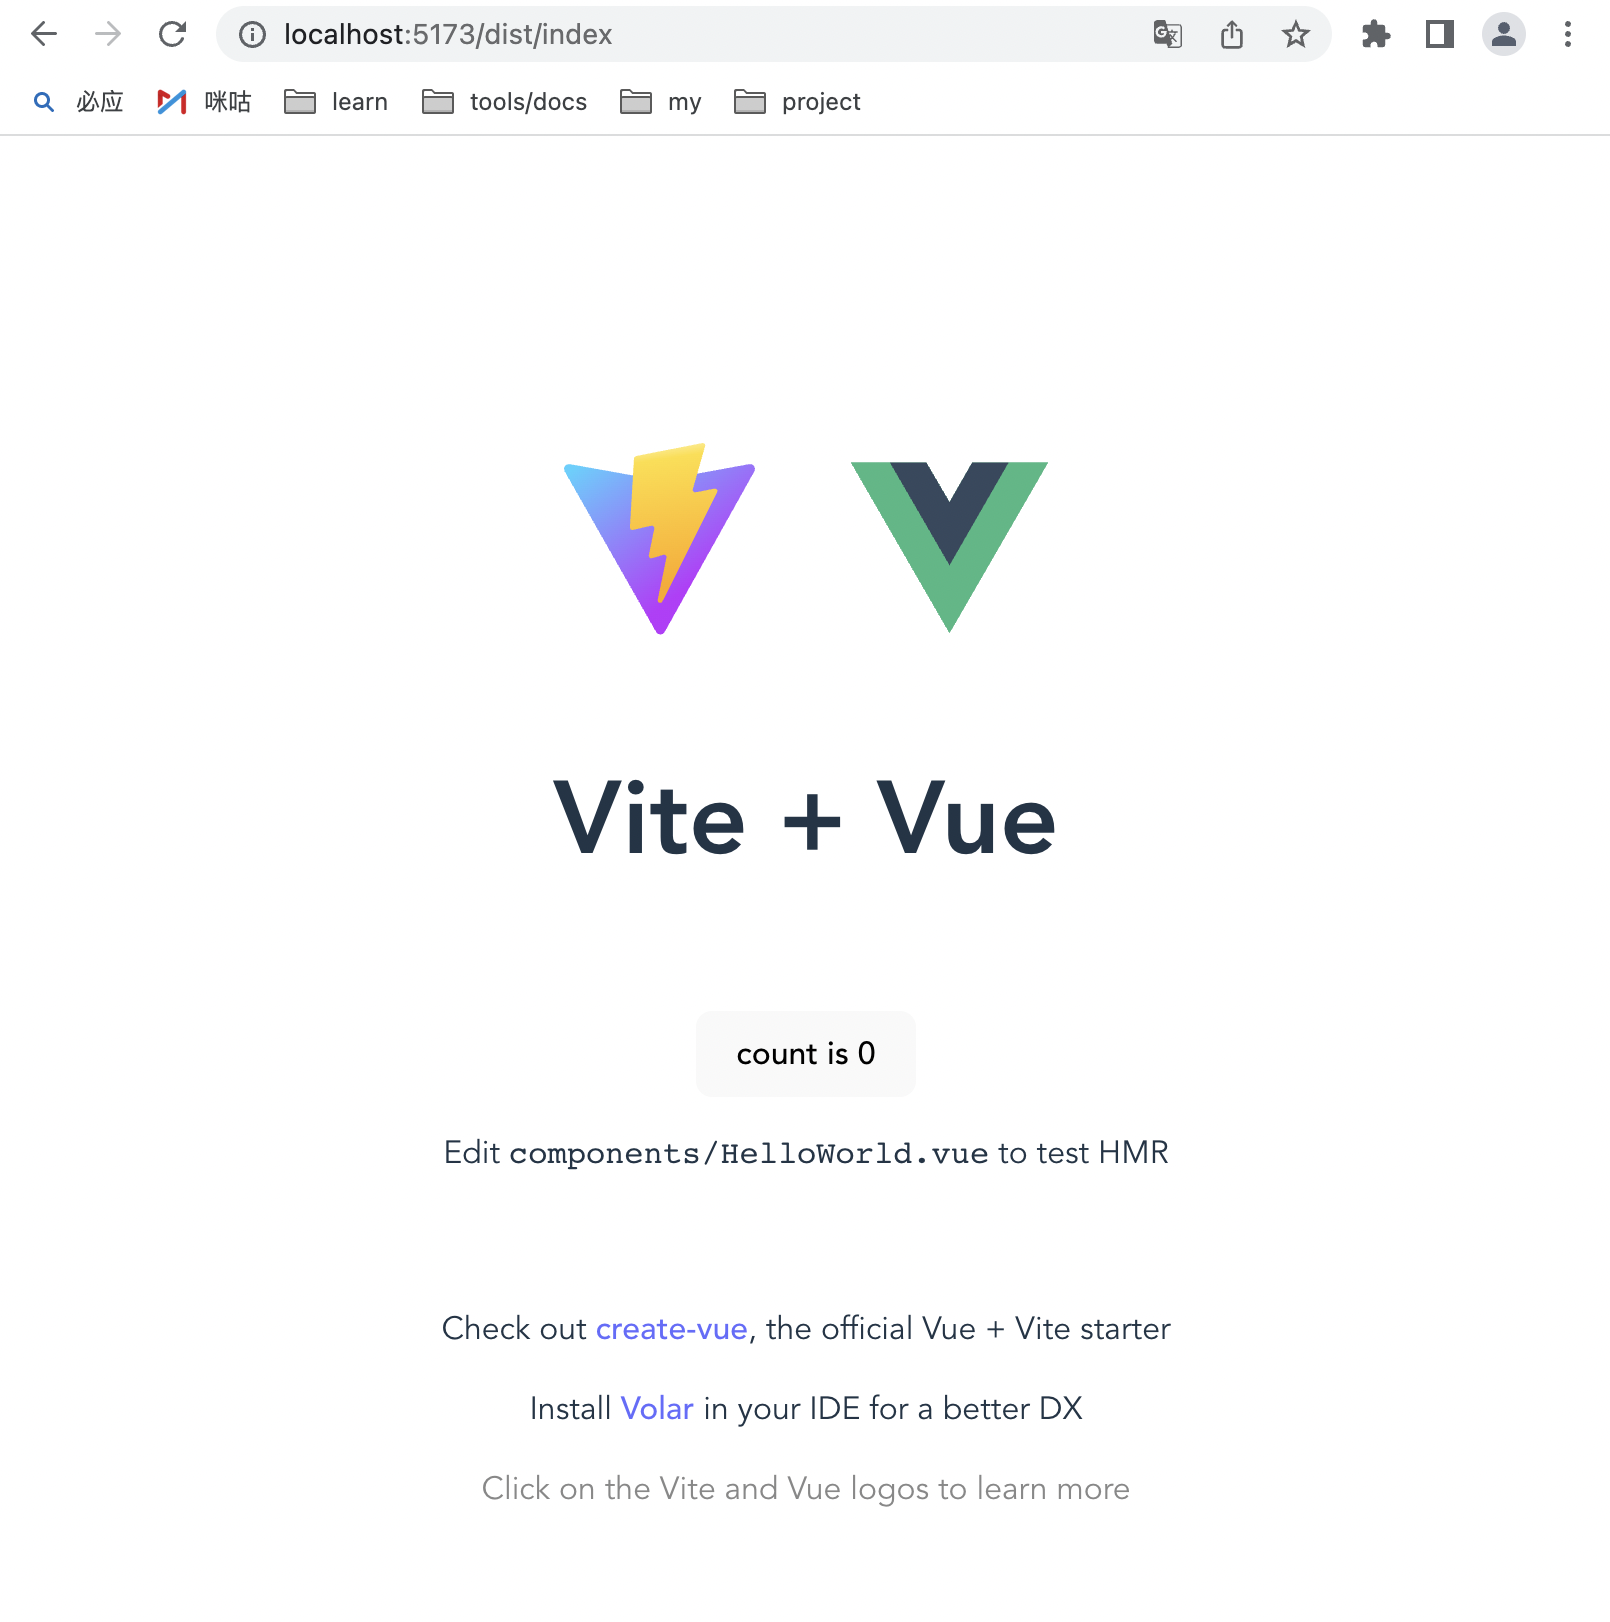 localhost:5173/dist/index
必应 咪咕 learn tools/docs my project
Vite + Vue
count is 0
Edit components/HelloWorld.vue to test HMR
Check out create-vue, the official Vue + Vite starter
Install Volar in your IDE for a better DX
Click on the Vite and Vue logos to learn more